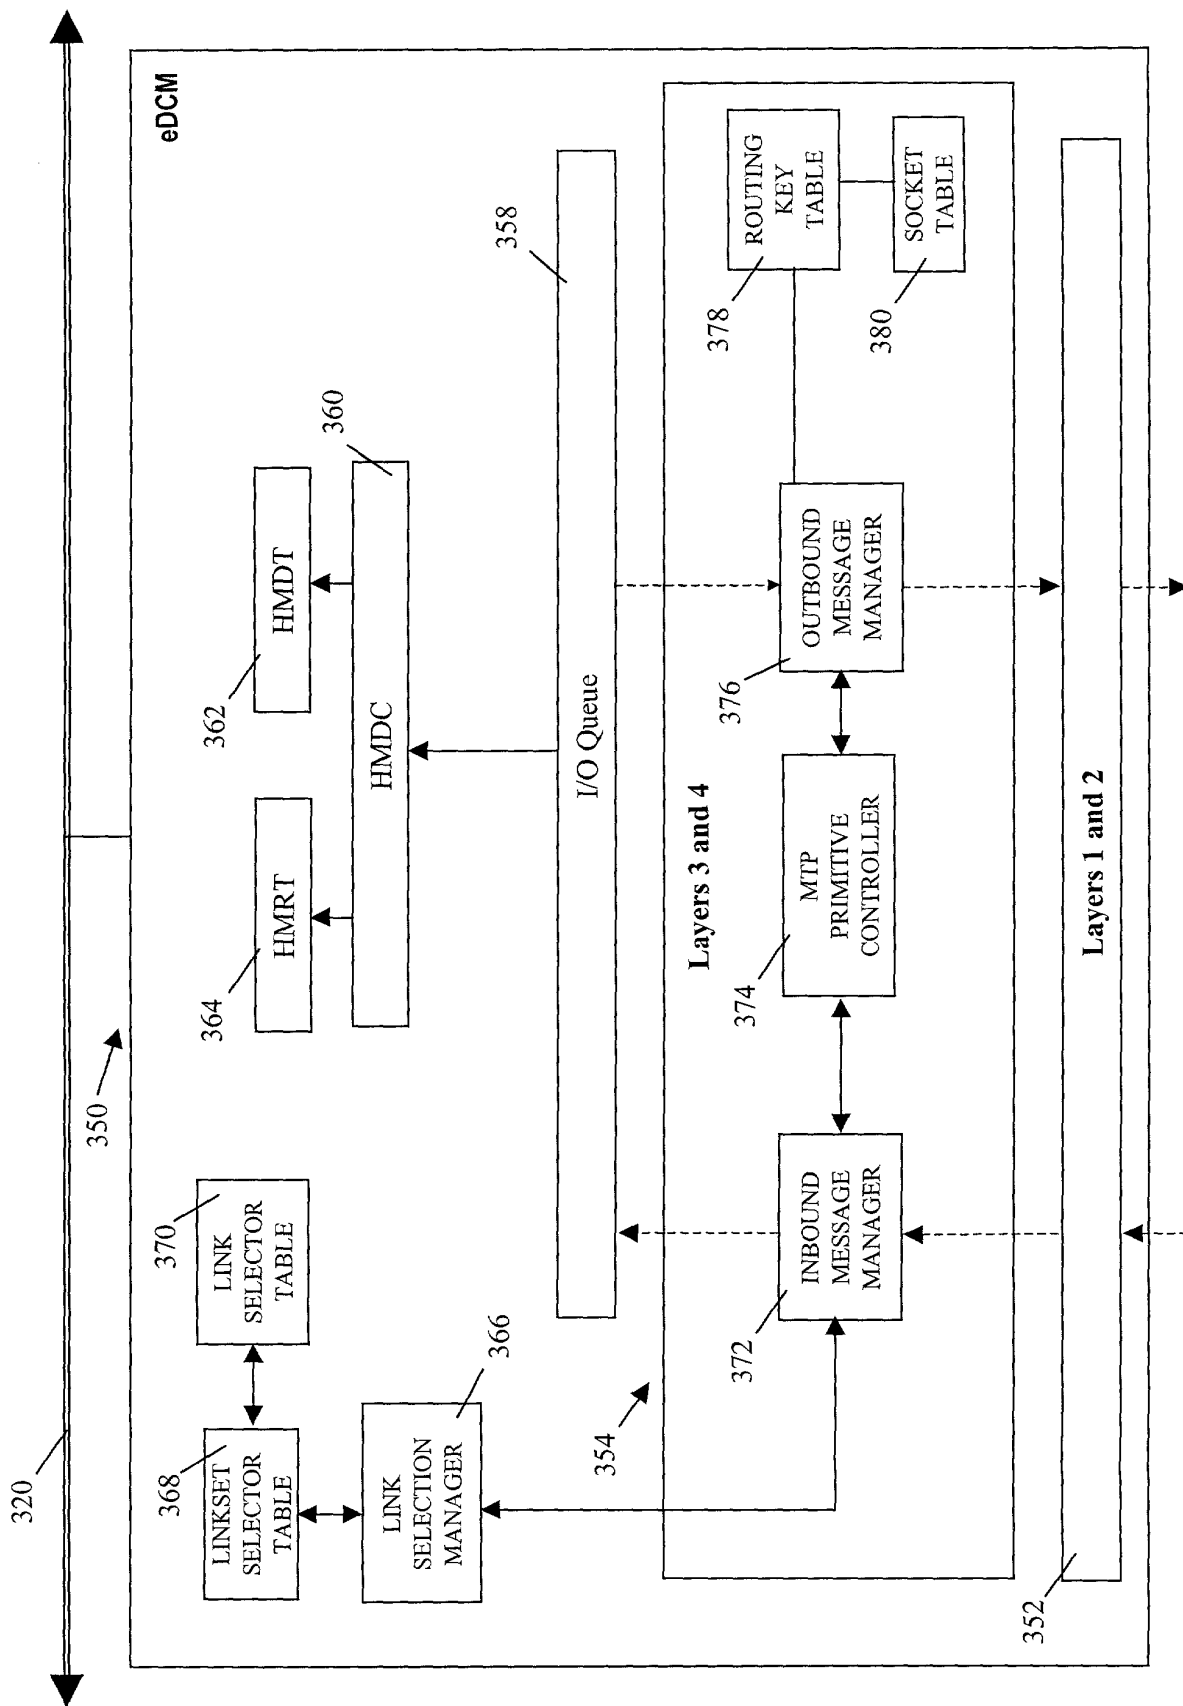 320
350
eDCM
LINKSET
SELECTOR
TABLE
368
LINK
SELECTOR
TABLE
370
HMRT
364
HMDT
362
LINK
SELECTION
MANAGER
366
HMDC
360
I/O Queue
358
354
Layers 3 and 4
INBOUND
MESSAGE
MANAGER
372
MTP
PRIMITIVE
CONTROLLER
374
OUTBOUND
MESSAGE
MANAGER
376
ROUTING
KEY
TABLE
378
SOCKET
TABLE
380
Layers 1 and 2
352